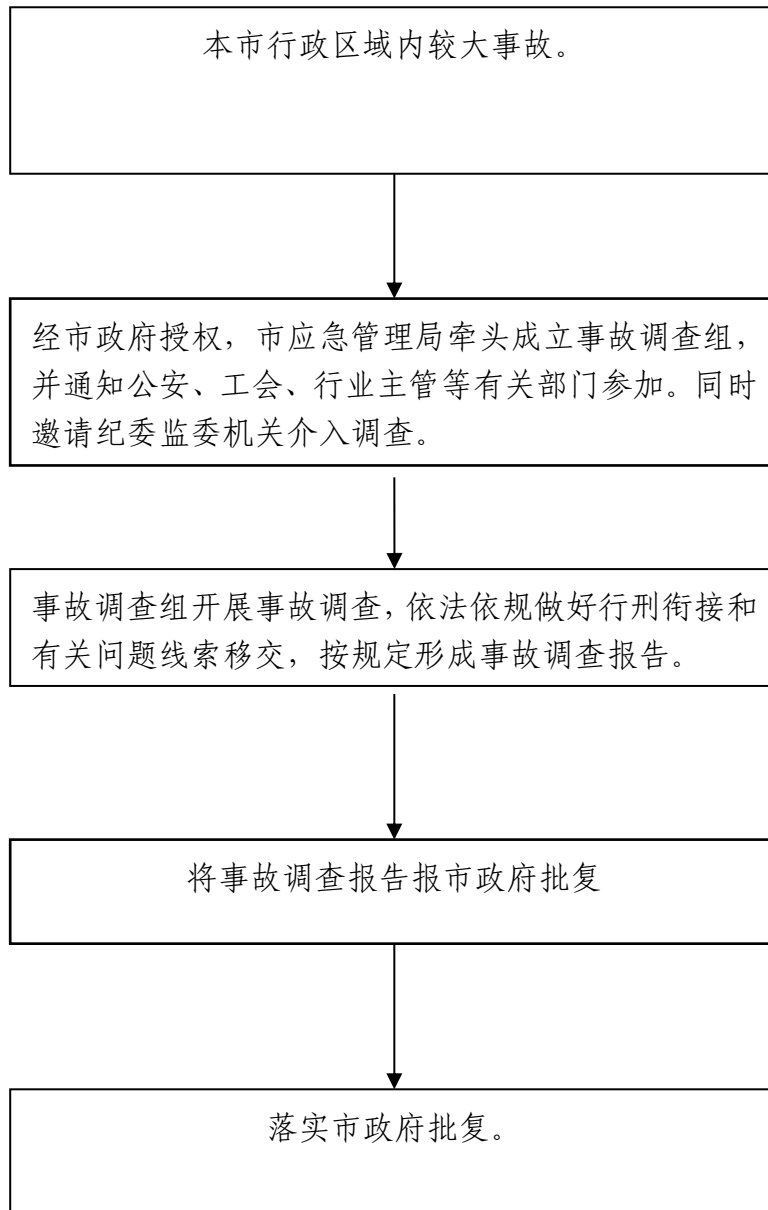 本市行政区域内较大事故。
经市政府授权，市应急管理局牵头成立事故调查组，
并通知公安、工会、行业主管等有关部门参加。同时
邀请纪委监委机关介入调查。
事故调查组开展事故调查，依法依规做好行刑衔接和
有关问题线索移交，按规定形成事故调查报告。
将事故调查报告报市政府批复
落实市政府批复。